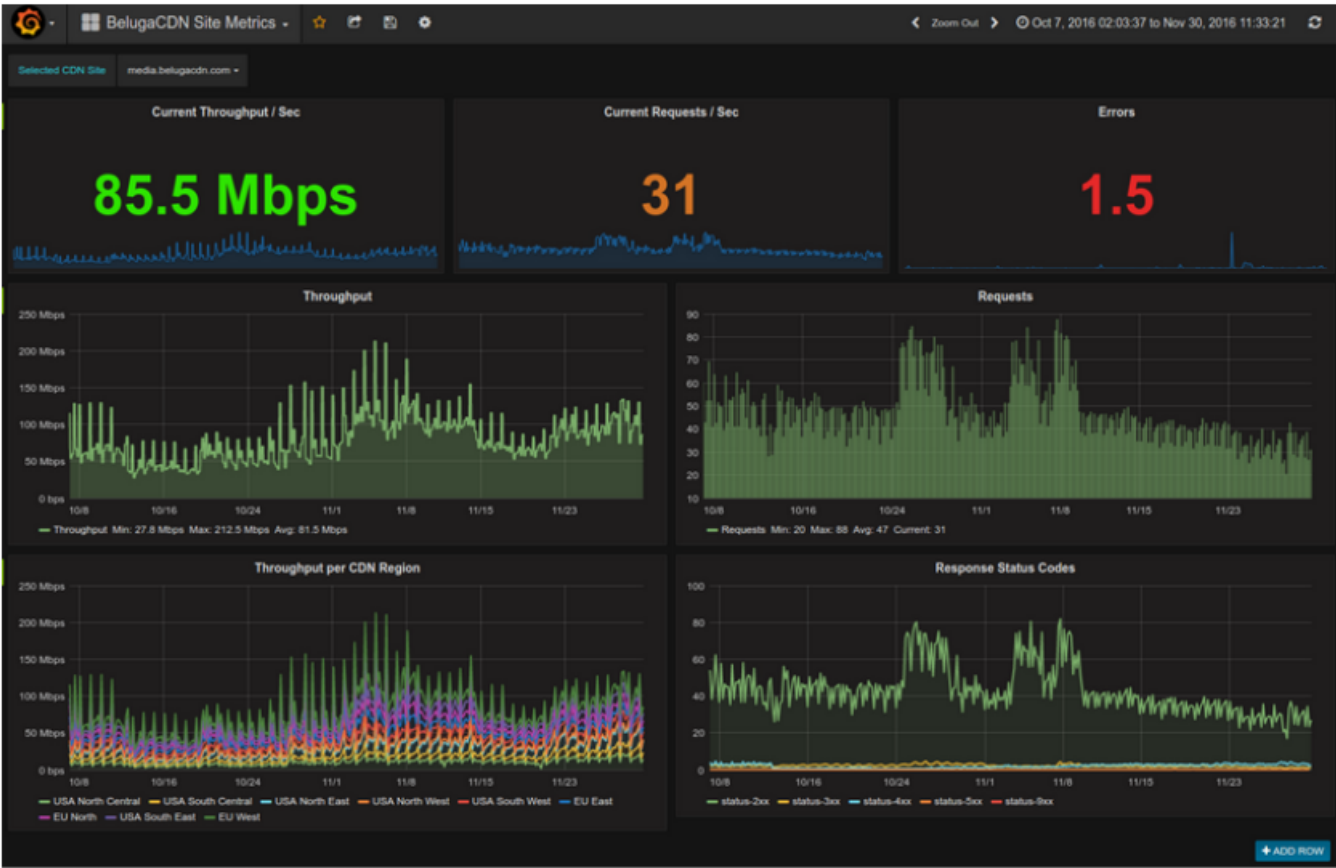 BelugaCDN Site Metrics
Zoom Out
Oct 7, 2016 02:03:37 to Nov 30, 2016 11:33:21
Selected CDN Site media.belugacdn.com
Current Throughput / Sec
Current Requests / Sec
Errors
85.5 Mbps
31
1.5
Throughput
250 Mbps
200 Mbps
150 Mbps
100 Mbps
50 Mbps
0 bps
10/8 10/16 10/24 11/1 11/8 11/15 11/23
Throughput Min: 27.8 Mbps Max: 212.5 Mbps Avg: 81.5 Mbps
Requests
90
80
70
60
50
40
30
20
10
10/8 10/16 10/24 11/1 11/8 11/15 11/23
Requests Min: 20 Max: 88 Avg: 47 Current: 31
Throughput per CDN Region
250 Mbps
200 Mbps
150 Mbps
100 Mbps
50 Mbps
0 bps
10/8 10/16 10/24 11/1 11/8 11/15 11/23
USA North Central USA South Central USA North East USA North West USA South West EU East
EU North USA South East EU West
Response Status Codes
100
80
60
40
20
0
10/8 10/16 10/24 11/1 11/8 11/15 11/23
status-2xx status-3xx status-4xx status-5xx status-9xx
+ ADD ROW